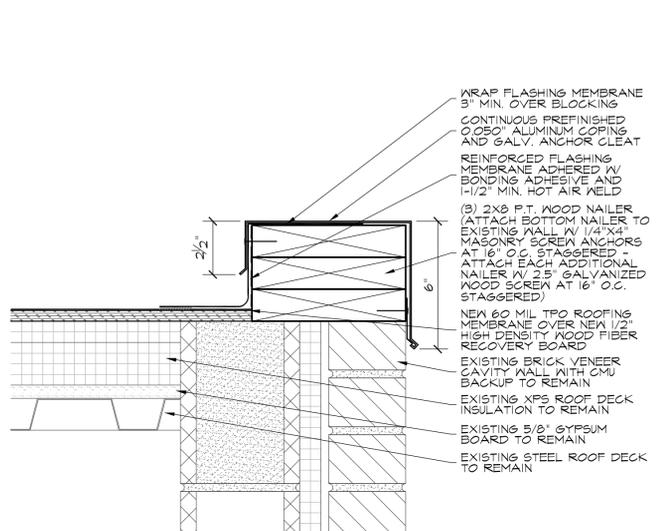 WRAP FLASHING MEMBRANE
3" MIN. OVER BLOCKING
CONTINUOUS PREFINISHED
0.050" ALUMINUM COPING
AND GALV. ANCHOR CLEAT
REINFORCED FLASHING
MEMBRANE ADHERED W/
BONDING ADHESIVE AND
1-1/2" MIN. HOT AIR WELD
(3) 2X8 P.T. WOOD NAILER
(ATTACH BOTTOM NAILER TO
EXISTING WALL W/ 1/4"X4"
MASONRY SCREW ANCHORS
AT 16" O.C. STAGGERED -
ATTACH EACH ADDITIONAL
NAILER W/ 2.5" GALVANIZED
WOOD SCREW AT 16" O.C.
STAGGERED)
NEW 60 MIL TPO ROOFING
MEMBRANE OVER NEW 1/2"
HIGH DENSITY WOOD FIBER
RECOVERY BOARD
EXISTING BRICK VENEER
CAVITY WALL WITH CMU
BACKUP TO REMAIN
EXISTING XPS ROOF DECK
INSULATION TO REMAIN
EXISTING 5/8" GYPSUM
BOARD TO REMAIN
EXISTING STEEL ROOF DECK
TO REMAIN
6"